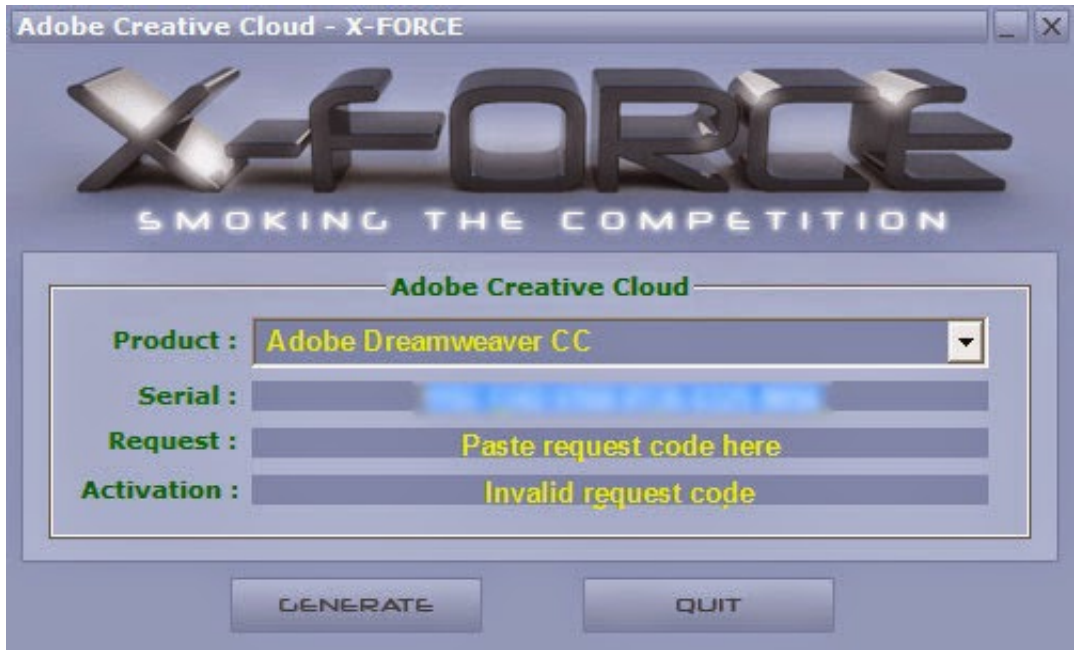 Adobe Creative Cloud - X-FORCE
X-FORCE
SMOKING THE COMPETITION
Adobe Creative Cloud
Product : Adobe Dreamweaver CC
Serial :
Request : Paste request code here
Activation : Invalid request code
GENERATE QUIT